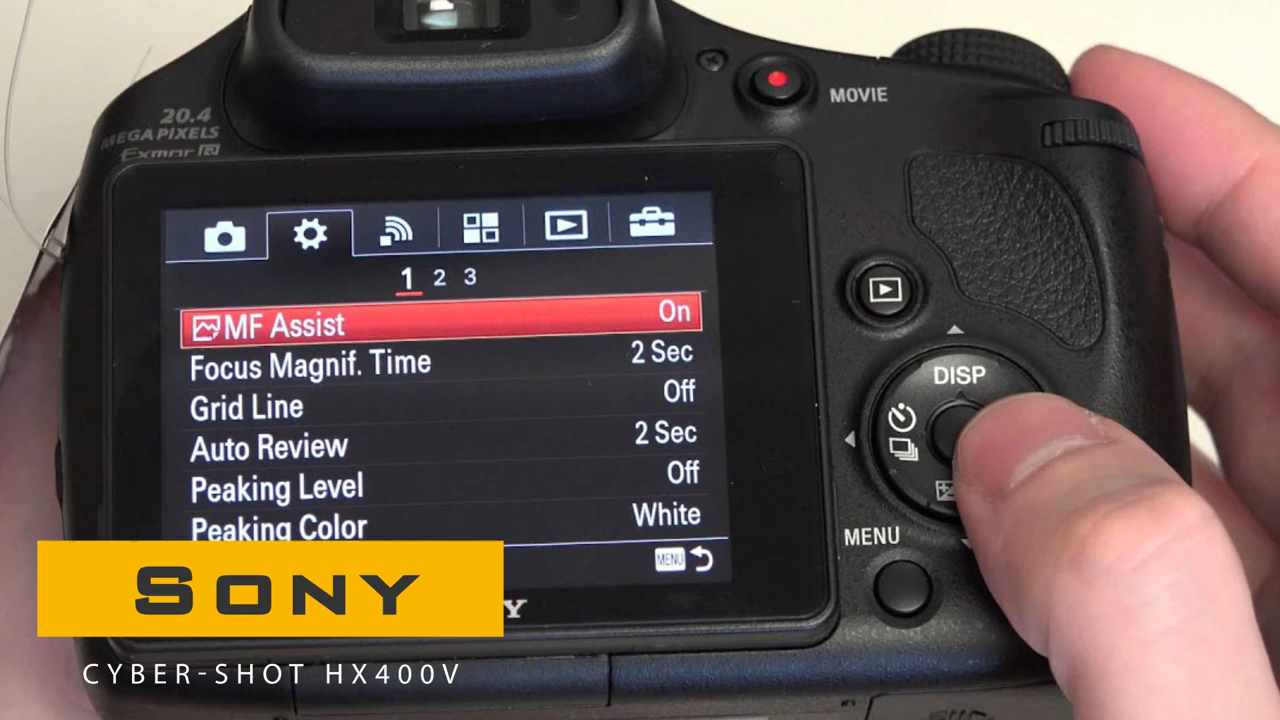 20.4
MEGA PIXELS
Exmor R
MOVIE
1 2 3
MF Assist On
Focus Magnif. Time 2 Sec
Grid Line Off
Auto Review 2 Sec
Peaking Level Off
Peaking Color White
MENU
DISP
MENU
Y
SONY
CYBER-SHOT HX400V